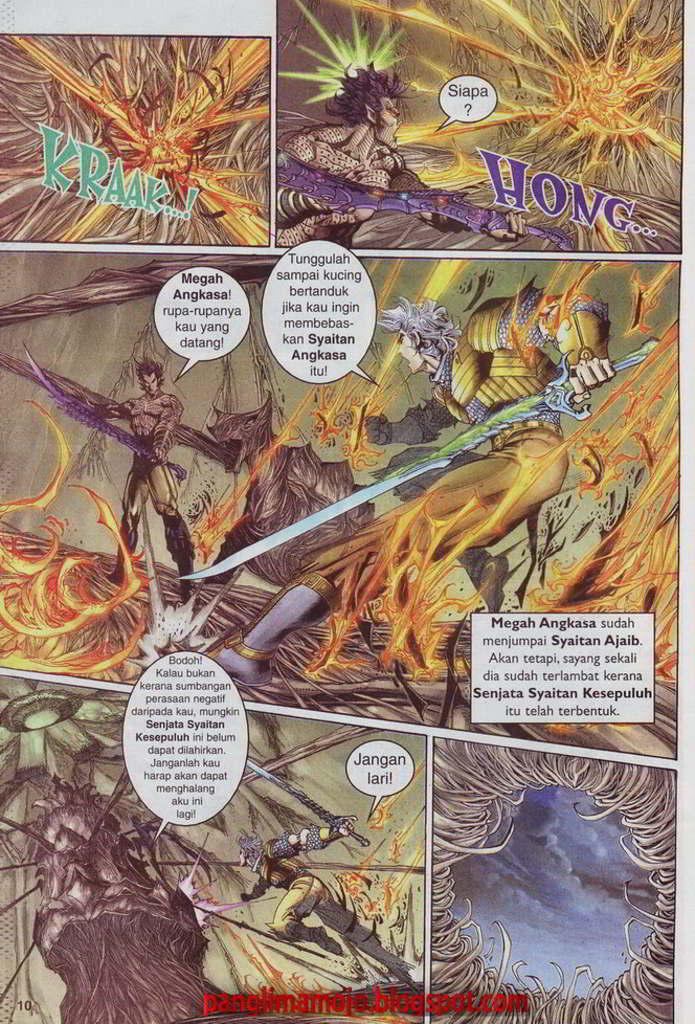 KRAAK...!
Siapa
?
HONG...
Megah
Angkasa!
rupa-rupanya
kau yang
datang!
Tunggulah
sampai kucing
bertanduk
jika kau ingin
membebas-
kan Syaitan
Angkasa
itu!
Megah Angkasa sudah
menjumpai Syaitan Ajaib.
Akan tetapi, sayang sekali
dia sudah terlambat kerana
Senjata Syaitan Kesepuluh
itu telah terbentuk.
Bodoh!
Kalau bukan
kerana sumbangan
perasaan negatif
daripada kau, mungkin
Senjata Syaitan
Kesepuluh ini belum
dapat dilahirkan.
Janganlah kau
harap akan dapat
menghalang
aku ini
lagi!
Jangan
lari!
10
panglimamojo.blogspot.com